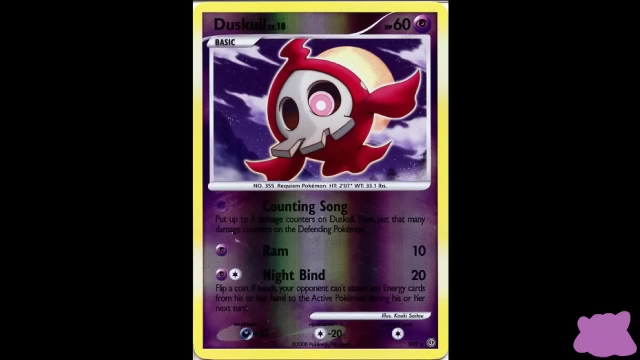 Duskull LV.18 HP 60
BASIC
NO. 355 Requiem Pokémon HT: 2'07" WT: 33.1 lbs.
Counting Song
Put up to 3 damage counters on Duskull. Then, put that many
damage counters on the Defending Pokémon.
Ram 10
Night Bind 20
Flip a coin. If heads, your opponent can't attach any Energy cards
from his or her hand to the Active Pokémon during his or her
next turn.
Illus. Kouki Saitou
-20